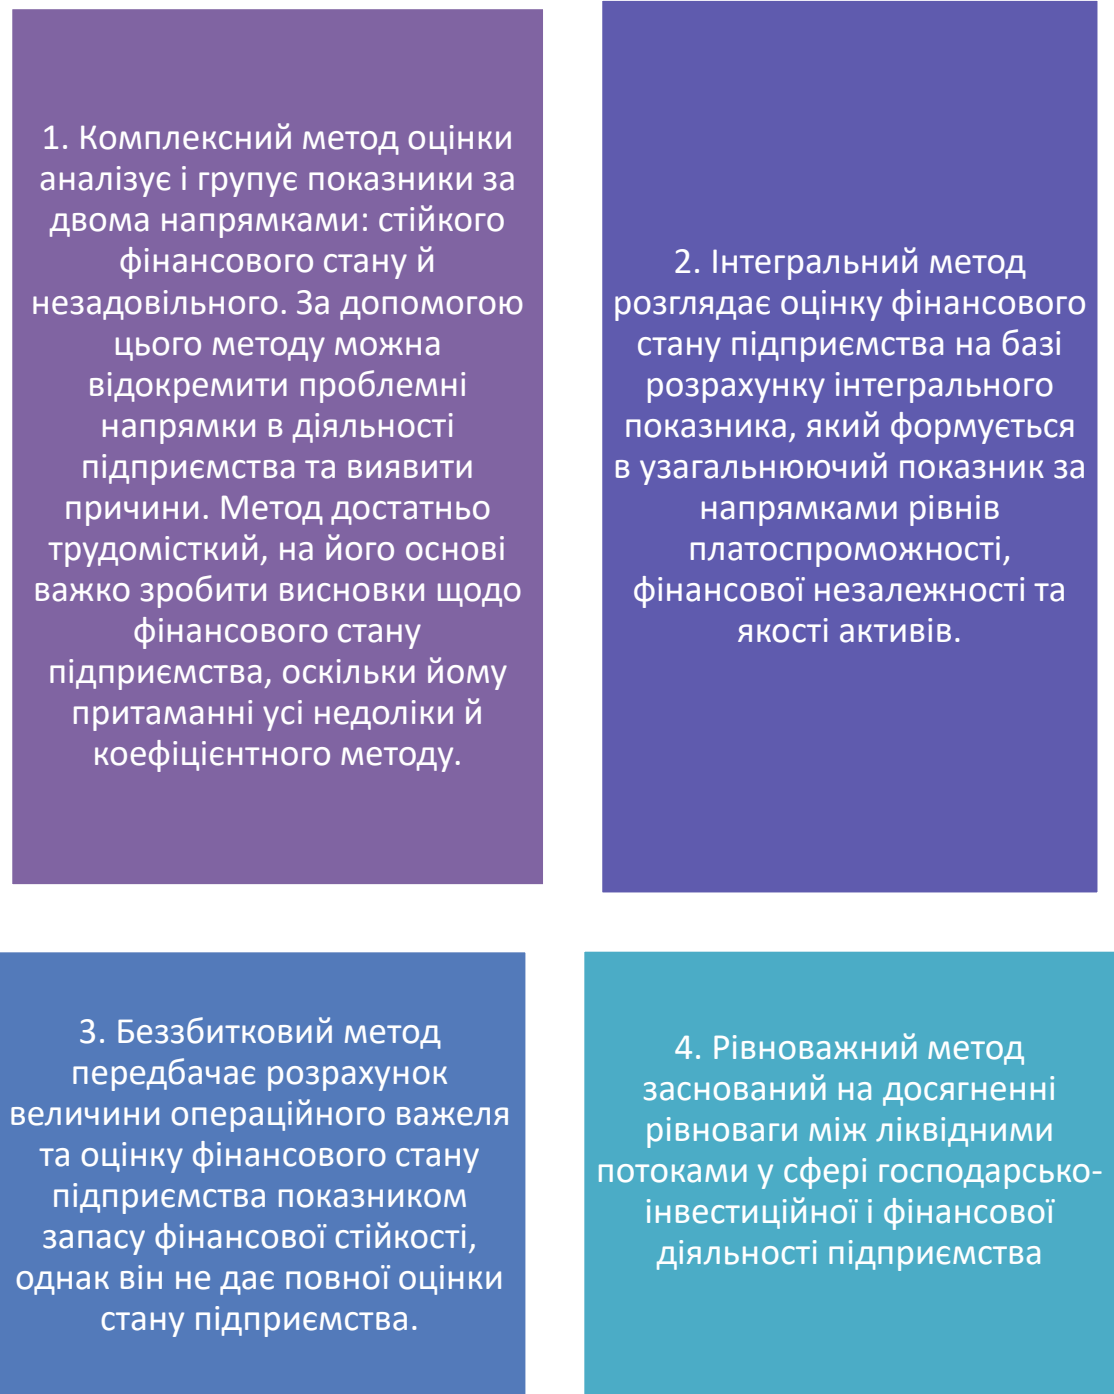 1. Комплексний метод оцінки
аналізує і групує показники за
двома напрямками: стійкого
фінансового стану й
незадовільного. За допомогою
цього методу можна
відокремити проблемні
напрямки в діяльності
підприємства та виявити
причини. Метод достатньо
трудомісткий, на його основі
важко зробити висновки щодо
фінансового стану
підприємства, оскільки йому
притаманні усі недоліки й
коефіцієнтного методу.
2. Інтегральний метод
розглядає оцінку фінансового
стану підприємства на базі
розрахунку інтегрального
показника, який формується
в узагальнюючий показник за
напрямками рівнів
платоспроможності,
фінансової незалежності та
якості активів.
3. Беззбитковий метод
передбачає розрахунок
величини операційного важеля
та оцінку фінансового стану
підприємства показником
запасу фінансової стійкості,
однак він не дає повної оцінки
стану підприємства.
4. Рівноважний метод
заснований на досягненні
рівноваги між ліквідними
потоками у сфері господарсько-
інвестиційної і фінансової
діяльності підприємства